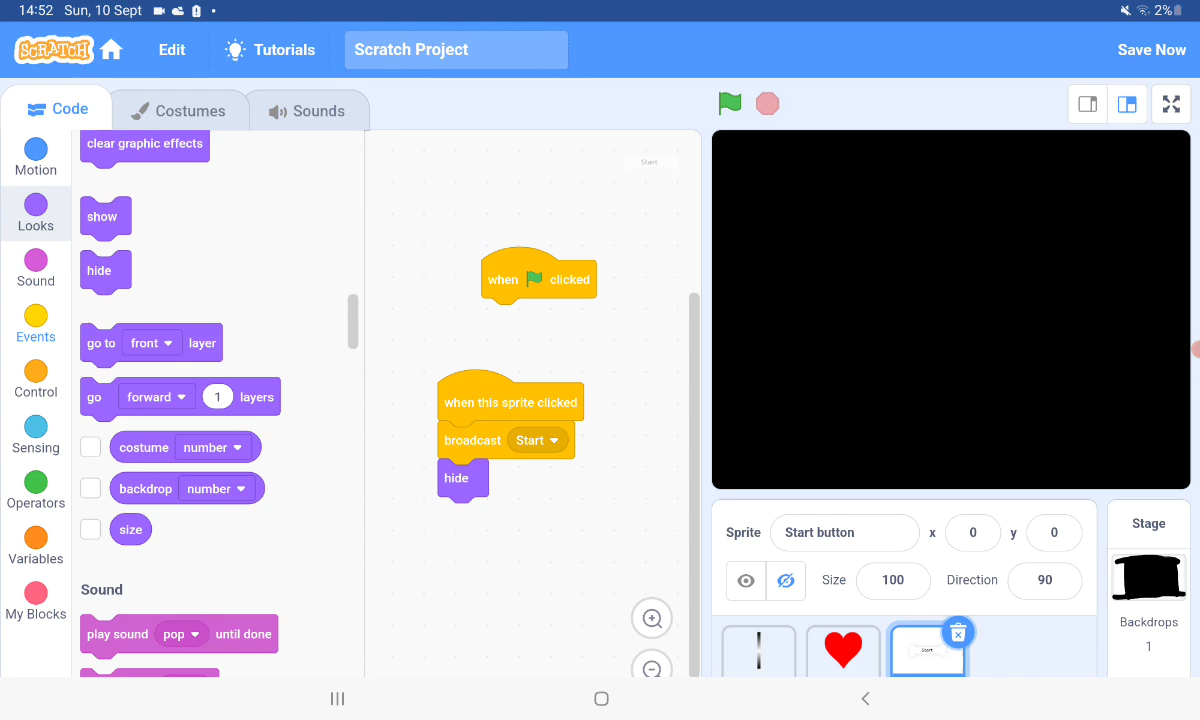 14:52 Sun, 10 Sept
2%
SCRATCH
Edit
Tutorials
Scratch Project
Save Now
Code
Costumes
Sounds
Motion
Looks
Sound
Events
Control
Sensing
Operators
Variables
My Blocks
clear graphic effects
show
hide
go to front layer
go forward 1 layers
costume number
backdrop number
size
Sound
play sound pop until done
Start
when clicked
when this sprite clicked
broadcast Start
hide
Sprite Start button x 0 y 0
Size 100 Direction 90
Start
Stage
Backdrops
1